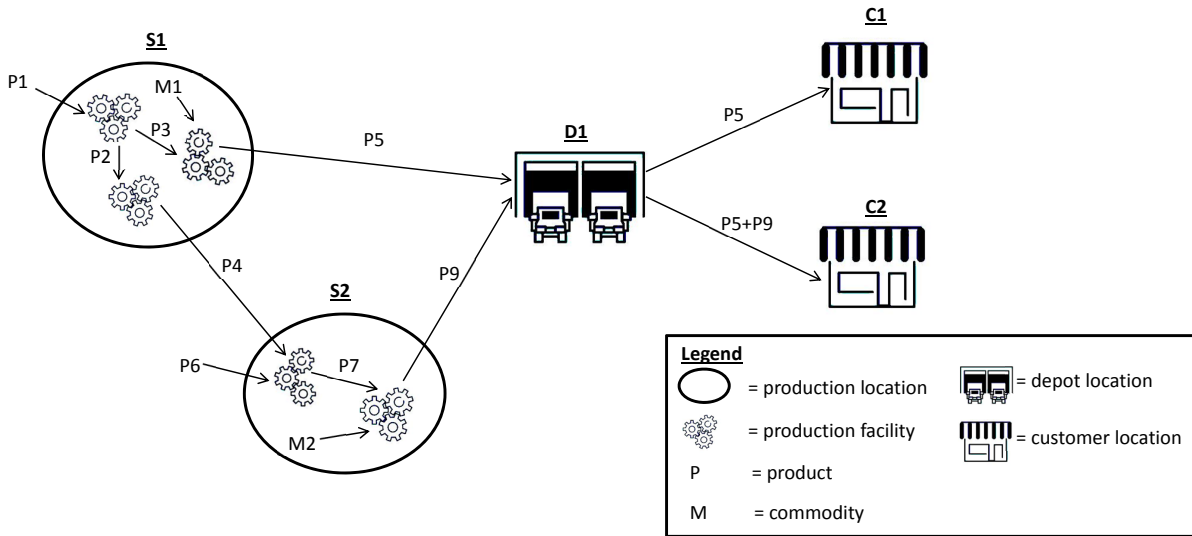 C1
S1
P1
M1
P3
P5
P5
P2
D1
C2
P5+P9
P4
P9
S2
P6
P7
M2
Legend
= production location
= depot location
= production facility
= customer location
P = product
M = commodity